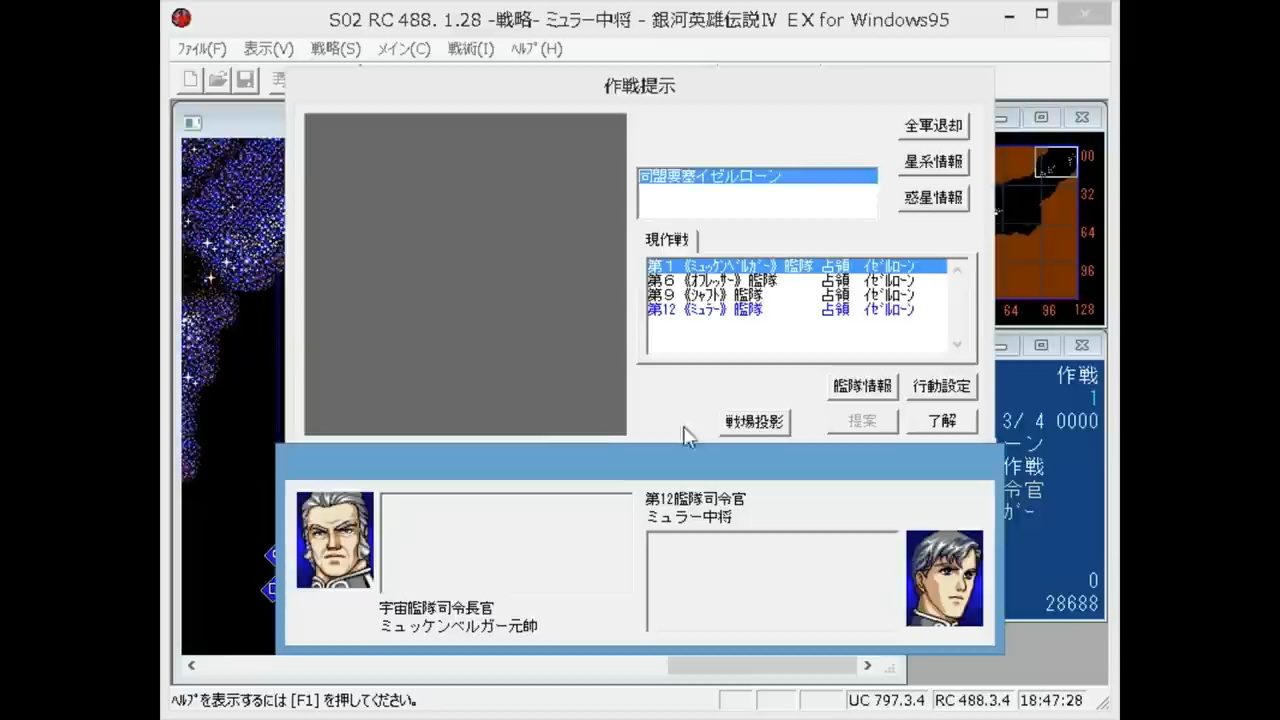 S02 RC 488. 1.28 -戦略- ミュラー中将 - 銀河英雄伝説Ⅳ EX for Windows95
ﾌｧｲﾙ(F) 表示(V) 戦略(S) メイン(C) 戦術(I) ﾍﾙﾌﾟ(H)
作戦提示
全軍退却
星系情報
惑星情報
同盟要塞イゼルローン
現作戦
第１《ﾐｭｯｹﾝﾍﾞﾙｶﾞｰ》艦隊 占領 ｲｾﾞﾙﾛｰﾝ
第６《ｵﾌﾚｯｻｰ》艦隊 占領 ｲｾﾞﾙﾛｰﾝ
第９《ｼｬﾌﾄ》艦隊 占領 ｲｾﾞﾙﾛｰﾝ
第12《ﾐｭﾗｰ》艦隊 占領 ｲｾﾞﾙﾛｰﾝ
艦隊情報 行動設定
戦場投影 提案 了解
00
32
64
96
64 96 128
作戦
1
3/ 4 0000
ーン
作戦
令官
ｶﾞｰ
0
28688
第12艦隊司令官
ミュラー中将
宇宙艦隊司令長官
ミュッケンベルガー元帥
ﾍﾙﾌﾟを表示するには [F1] を押してください。
UC 797.3.4 RC 488.3.4 18:47:28